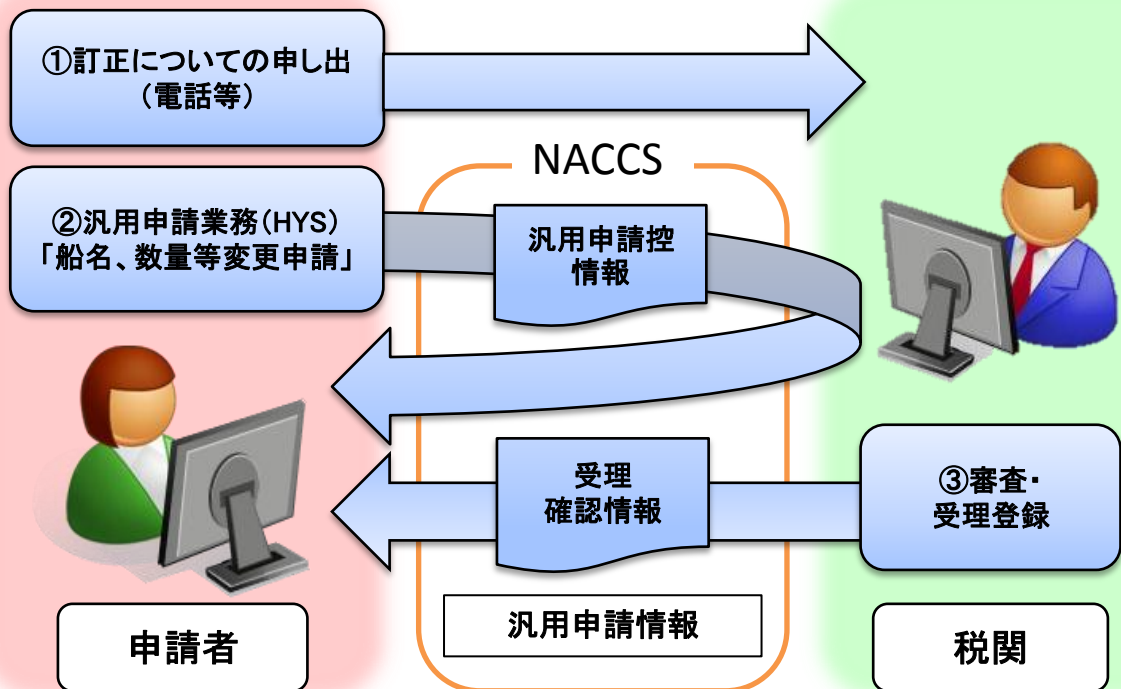 ①訂正についての申し出
（電話等）
NACCS
②汎用申請業務（HYS）
「船名、数量等変更申請」
汎用申請控
情報
受理
確認情報
③審査・
受理登録
汎用申請情報
申請者
税関